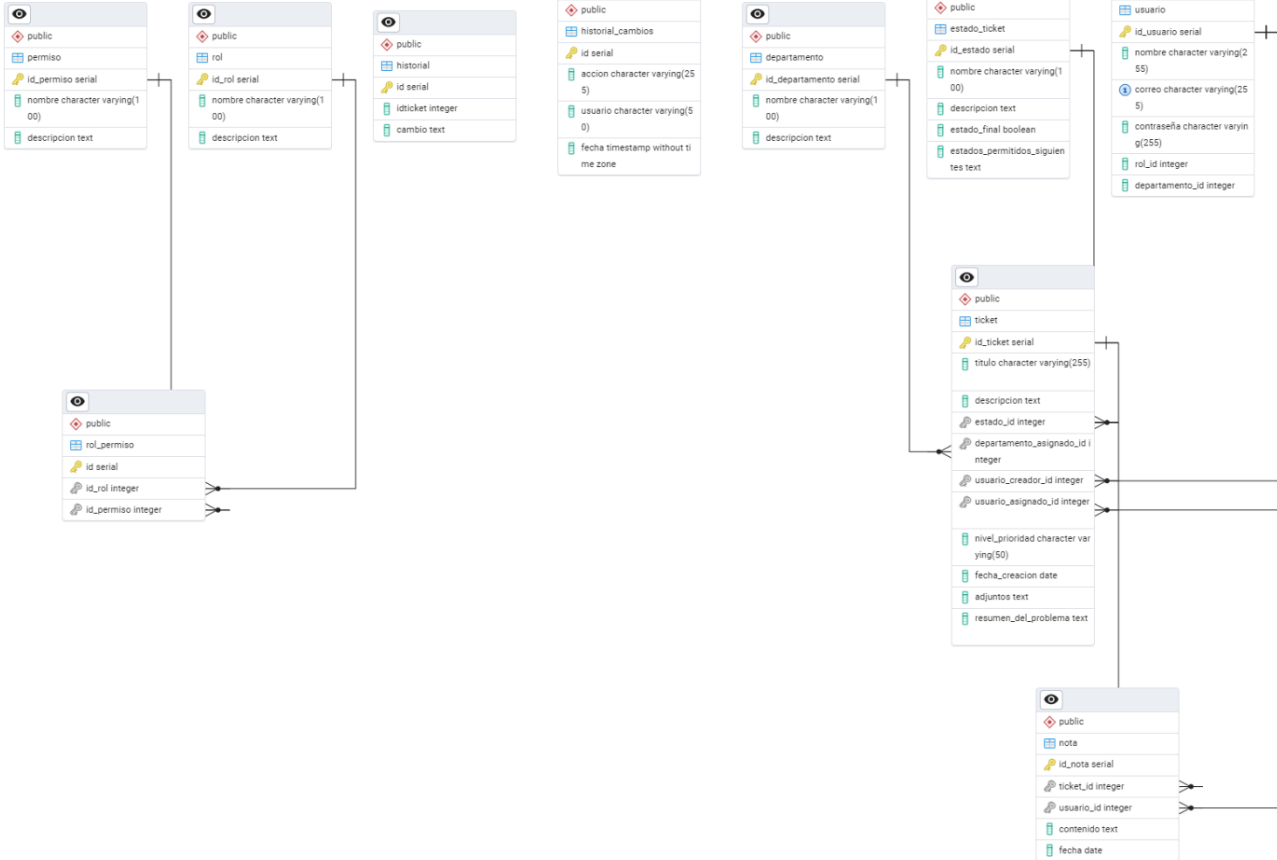 public
permiso
id_permiso serial
nombre character varying(1
00)
descripcion text
public
rol
id_rol serial
nombre character varying(1
00)
descripcion text
public
historial
id serial
idticket integer
cambio text
public
historial_cambios
id serial
accion character varying(25
5)
usuario character varying(5
0)
fecha timestamp without ti
me zone
public
departamento
id_departamento serial
nombre character varying(1
00)
descripcion text
public
estado_ticket
id_estado serial
nombre character varying(1
00)
descripcion text
estado_final boolean
estados_permitidos_siguien
tes text
usuario
id_usuario serial
nombre character varying(2
55)
correo character varying(25
5)
contraseña character varyin
g(255)
rol_id integer
departamento_id integer
public
rol_permiso
id serial
id_rol integer
id_permiso integer
public
ticket
id_ticket serial
titulo character varying(255)
descripcion text
estado_id integer
departamento_asignado_id i
nteger
usuario_creador_id integer
usuario_asignado_id integer
nivel_prioridad character var
ying(50)
fecha_creacion date
adjuntos text
resumen_del_problema text
public
nota
id_nota serial
ticket_id integer
usuario_id integer
contenido text
fecha date